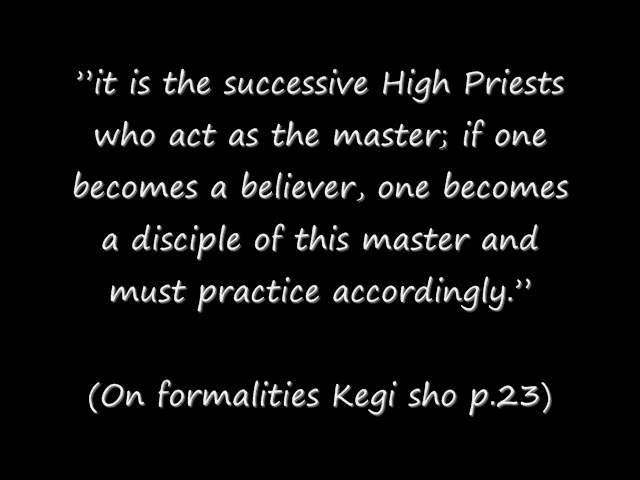 ”it is the successive High Priests
who act as the master; if one
becomes a believer, one becomes
a disciple of this master and
must practice accordingly.”
(On formalities Kegi sho p.23)